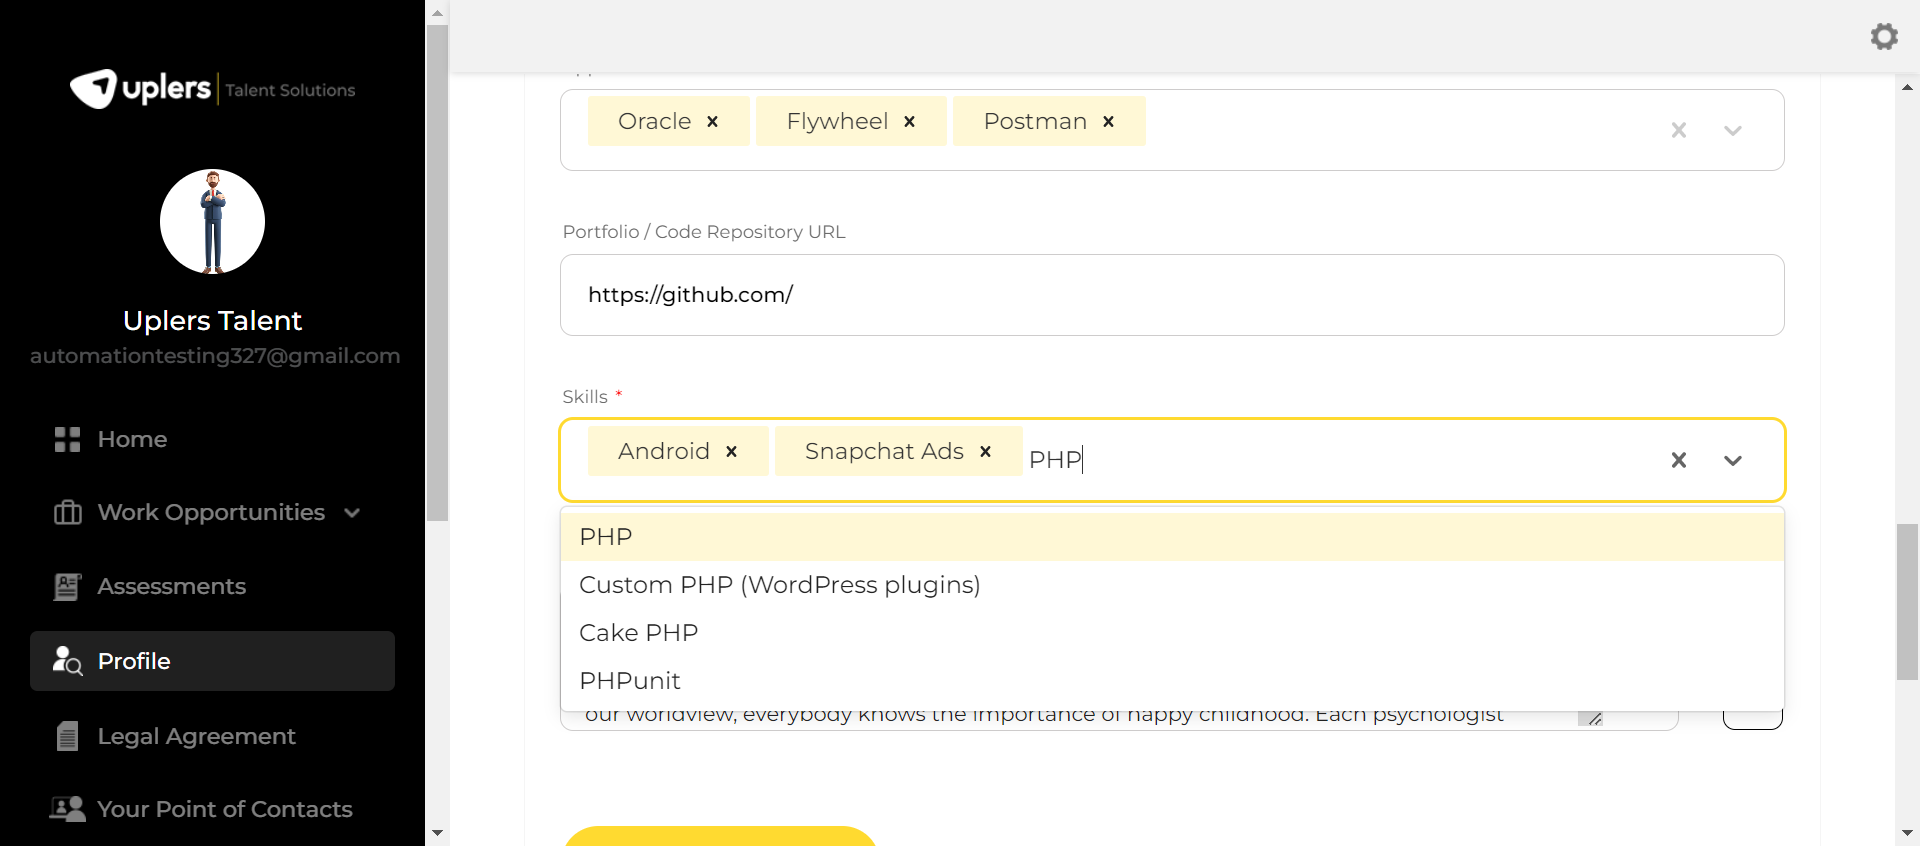 uplers | Talent Solutions
Uplers Talent
automationtesting327@gmail.com
Home
Work Opportunities
Assessments
Profile
Legal Agreement
Your Point of Contacts
Oracle × Flywheel × Postman ×
Portfolio / Code Repository URL
https://github.com/
Skills *
Android × Snapchat Ads × PHP
PHP
Custom PHP (WordPress plugins)
Cake PHP
PHPunit
our worldview, everybody knows the importance of happy childhood. Each psychologist